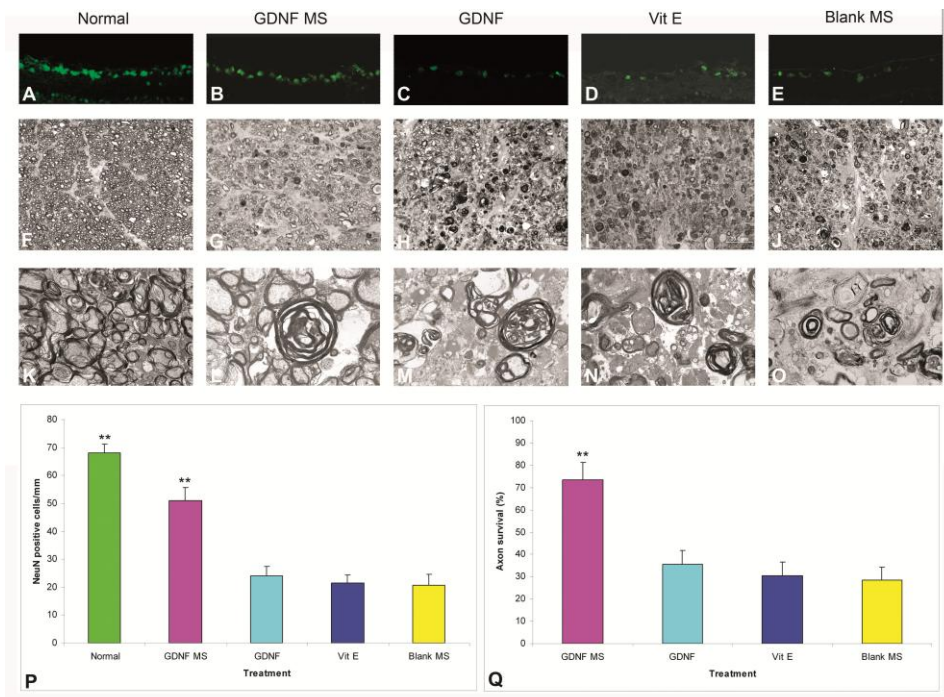 Normal GDNF MS GDNF Vit E Blank MS
A B C D E
F G H I J
K L M N O
80
70
60
50
40
30
20
10
0
NeuN positive cells/mm
**
**
Normal GDNF MS GDNF Vit E Blank MS
Treatment
P
100
90
80
70
60
50
40
30
20
10
0
Axon survival (%)
**
GDNF MS GDNF Vit E Blank MS
Treatment
Q